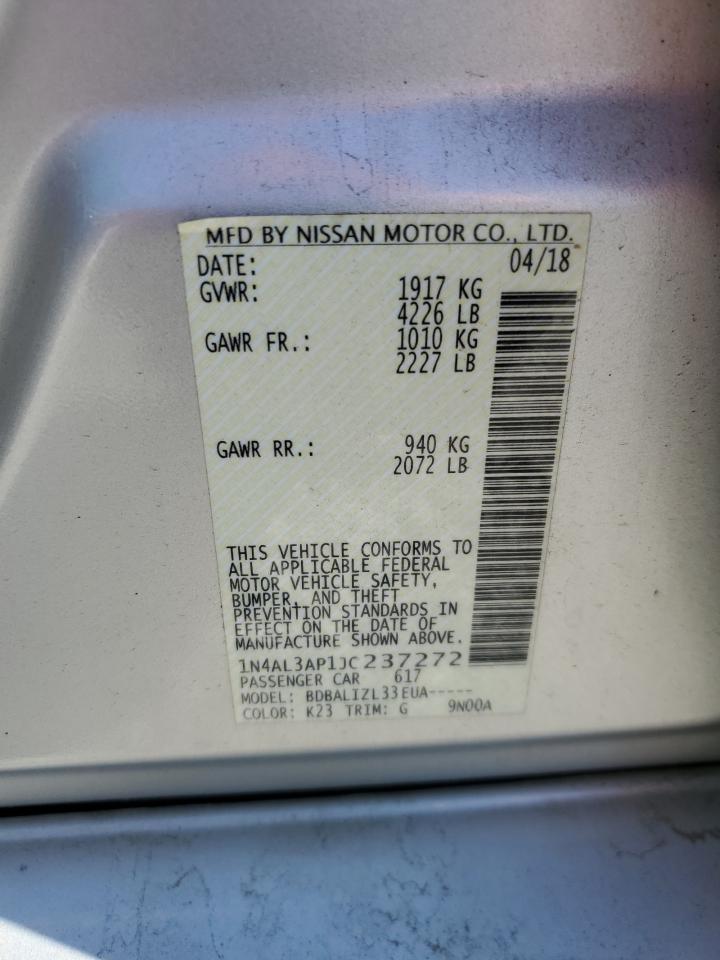 MFD BY NISSAN MOTOR CO., LTD.
DATE: 04/18
GVWR: 1917 KG
4226 LB
GAWR FR.: 1010 KG
2227 LB
GAWR RR.: 940 KG
2072 LB
THIS VEHICLE CONFORMS TO
ALL APPLICABLE FEDERAL
MOTOR VEHICLE SAFETY,
BUMPER, AND THEFT
PREVENTION STANDARDS IN
EFFECT ON THE DATE OF
MANUFACTURE SHOWN ABOVE.
1N4AL3AP1JC237272
PASSENGER CAR 617
MODEL: BDBALIZL33EUA-----
COLOR: K23 TRIM: G 9N00A